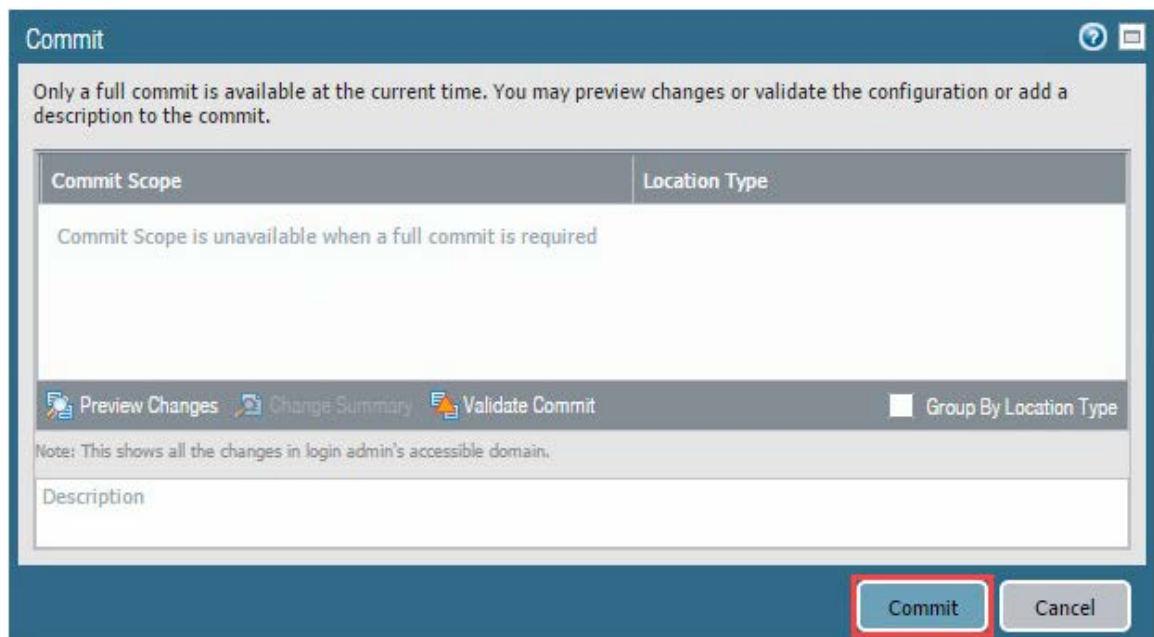 Commit
Only a full commit is available at the current time. You may preview changes or validate the configuration or add a
description to the commit.
Commit Scope
Location Type
Commit Scope is unavailable when a full commit is required
Preview Changes
Change Summary
Validate Commit
Group By Location Type
Note: This shows all the changes in login admin's accessible domain.
Description
Commit
Cancel